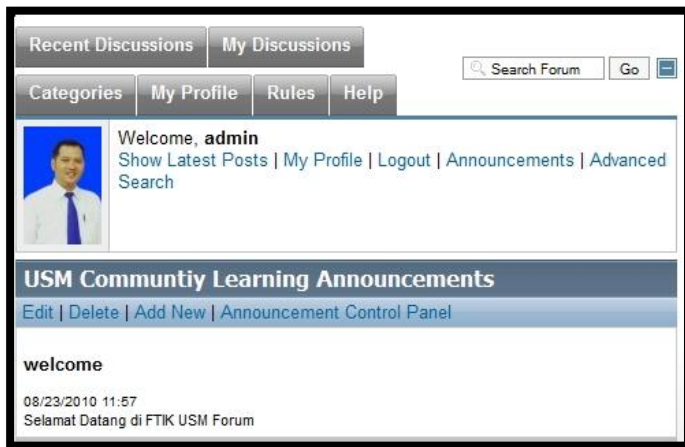 Recent Discussions My Discussions
Search Forum Go
Categories My Profile Rules Help
Welcome, admin
Show Latest Posts | My Profile | Logout | Announcements | Advanced
Search
USM Communtiy Learning Announcements
Edit | Delete | Add New | Announcement Control Panel
welcome
08/23/2010 11:57
Selamat Datang di FTIK USM Forum